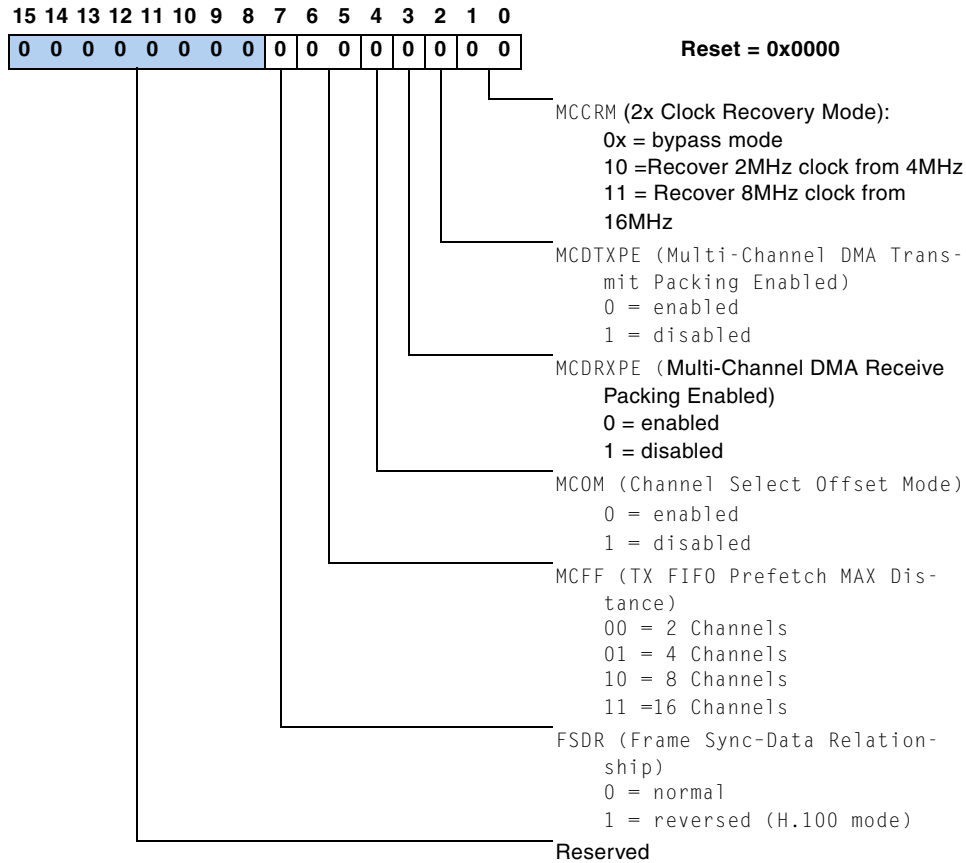 15 14 13 12 11 10 9 8 7 6 5 4 3 2 1 0
0 0 0 0 0 0 0 0 0 0 0 0 0 0 0 0
Reset = 0x0000
MCCRM (2x Clock Recovery Mode):
0x = bypass mode
10 =Recover 2MHz clock from 4MHz
11 = Recover 8MHz clock from
16MHz
MCDTXPE (Multi-Channel DMA Trans-
mit Packing Enabled)
0 = enabled
1 = disabled
MCDRXPE (Multi-Channel DMA Receive
Packing Enabled)
0 = enabled
1 = disabled
MCOM (Channel Select Offset Mode)
0 = enabled
1 = disabled
MCFF (TX FIFO Prefetch MAX Dis-
tance)
00 = 2 Channels
01 = 4 Channels
10 = 8 Channels
11 =16 Channels
FSDR (Frame Sync-Data Relation-
ship)
0 = normal
1 = reversed (H.100 mode)
Reserved